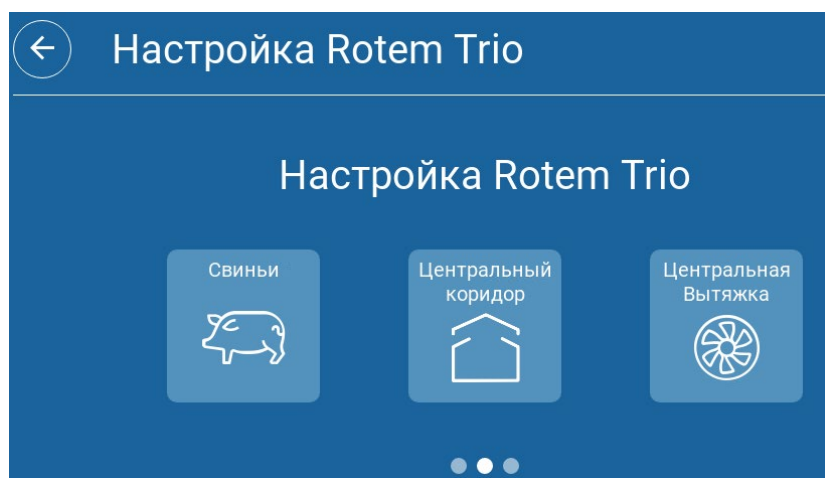 Настройка Rotem Trio
Настройка Rotem Trio
Свиньи
Центральный
коридор
Центральная
Вытяжка